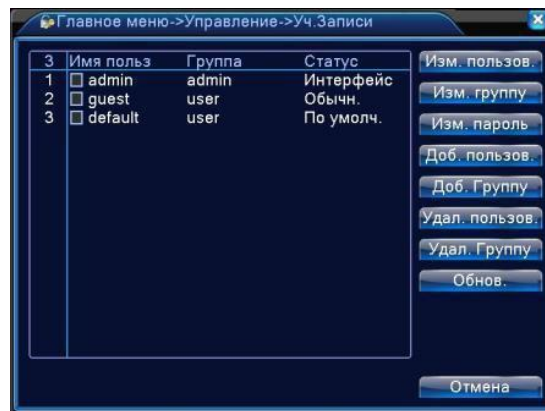 Главное меню->Управление->Уч.Записи
3 Имя польз Группа Статус
1 admin admin Интерфейс
2 guest user Обычн.
3 default user По умолч.
Изм. пользов.
Изм. группу
Изм. пароль
Доб. пользов.
Доб. Группу
Удал. пользов.
Удал. Группу
Обнов.
Отмена